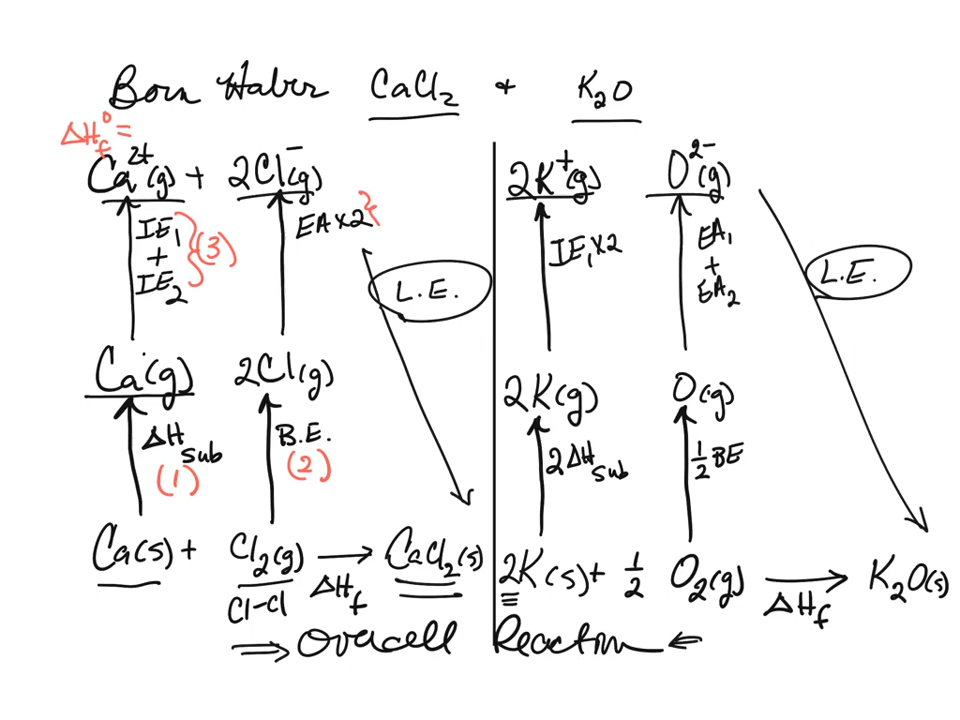 Born Haber CaCl₂ + K₂O
ΔH°f =
Ca²⁺(g) + 2Cl⁻(g)
IE₁
+
IE₂
(3)
EA×2
L.E.
Ca(g) 2Cl(g)
ΔHsub
(1)
B.E.
(2)
Ca(s) + Cl₂(g) → CaCl₂(s)
Cl-Cl
ΔHf
2K⁺(g) O²⁻(g)
IE₁×2
EA₁
+
EA₂
L.E.
2K(g) O(g)
2ΔHsub
½BE
2K(s) + ½ O₂(g) → K₂O(s)
ΔHf
⇒ Overall Reaction ←